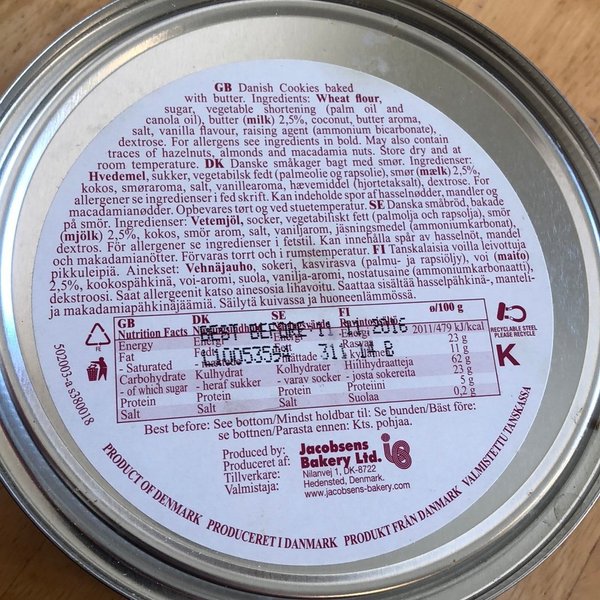 GB Danish Cookies baked
with butter. Ingredients: Wheat flour,
sugar, vegetable shortening (palm oil and
canola oil), butter (milk) 2,5%, coconut, butter aroma,
salt, vanilla flavour, raising agent (ammonium bicarbonate),
dextrose. For allergens see ingredients in bold. May also contain
traces of hazelnuts, almonds and macadamia nuts. Store dry and at
room temperature. DK Danske småkager bagt med smør. Ingredienser:
Hvedemel, sukker, vegetabilsk fedt (palmeolie og rapsolie), smør (mælk) 2,5%,
kokos, smøraroma, salt, vanillearoma, hævemiddel (hjortetaksalt), dextrose. For
allergener se ingredienser i fed skrift. Kan indeholde spor af hasselnødder, mandler og
macadamianødder. Opbevares tørt og ved stuetemperatur. SE Danska småbröd, bakade
på smör. Ingredienser: Vetemjöl, socker, vegetabiliskt fett (palmolja och rapsolja), smör
(mjölk) 2,5%, kokos, smör arom, salt, vaniljarom, jäsningsmedel (ammoniumkarbonat),
dextros. För allergener se ingredienser i fetstil. Kan innehålla spår av hasselnöt, mandel
och makadamianötter. Förvaras torrt och i rumstemperatur. FI Tanskalaisia voilla leivottuja
pikkuleipiä. Ainekset: Vehnäjauho, sokeri, kasvirasva (palmu- ja rapsiöljy), voi (maito)
2,5%, kookospähkinä, voi-aromi, suola, vanilja-aromi, nostatusaine (ammoniumkarbonaatti),
dekstroosi. Saat allergeenit katso ainesosia lihavoitu. Saattaa sisältää hasselpähkinä-, manteli-
ja makadamiapähkinäjäämiä. Säilytä kuivassa ja huoneenlämmössä.
GB DK SE FI ø/100 g
Nutrition Facts 2016
Energy Energi Energi 2011/479 kJ/kcal
Fat Fett Rasvaa 23 g
- Saturated 11 g
Carbohydrate Kulhydrat Kolhydrater Hiilihydraatteja 62 g
- of which sugar - heraf sukker - varav socker - josta sokereita 23 g
Protein Protein Protein Proteiini 5 g
Salt Salt Salt Suolaa 0,2 g
1005359A 311 14 B
502003-a s380018
RECYCLABLE STEEL
PLEASE RECYCLE
K
Best before: See bottom/Mindst holdbar til: Se bunden/Bäst före:
se bottnen/Parasta ennen: Kts. pohjaa.
Produced by:
Produceret af:
Tillverkare:
Valmistaja:
Jacobsens
Bakery Ltd.
Nilanvej 1, DK-8722
Hedensted, Denmark.
www.jacobsens-bakery.com
PRODUCT OF DENMARK PRODUCERET I DANMARK PRODUKT FRÅN DANMARK VALMISTETTU TANSKASSA